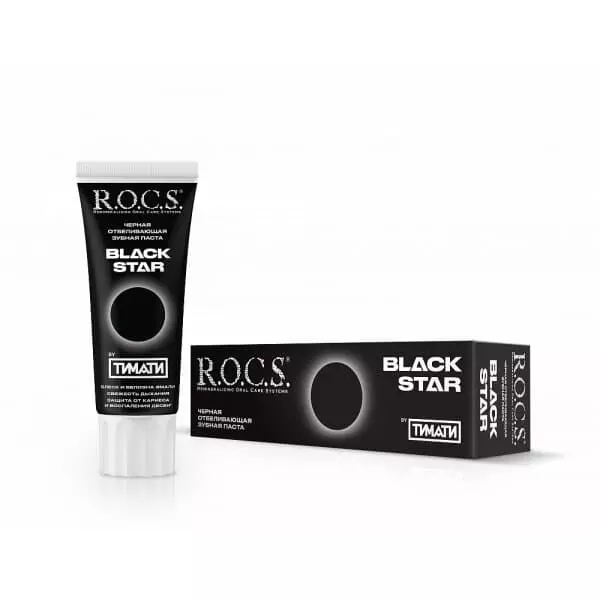 R.O.C.S.®
REMINERALIZING ORAL CARE SYSTEMS
ЧЕРНАЯ
ОТБЕЛИВАЮЩАЯ
ЗУБНАЯ ПАСТА
BLACK
STAR
BY
ТИМАТИ
БЛЕСК И БЕЛИЗНА ЭМАЛИ
СВЕЖЕСТЬ ДЫХАНИЯ
ЗАЩИТА ОТ КАРИЕСА
И ВОСПАЛЕНИЯ ДЕСЕН
R.O.C.S.®
REMINERALIZING ORAL CARE SYSTEMS
ЧЕРНАЯ
ОТБЕЛИВАЮЩАЯ
ЗУБНАЯ ПАСТА
BLACK
STAR
BY
ТИМАТИ
BLACK
STAR